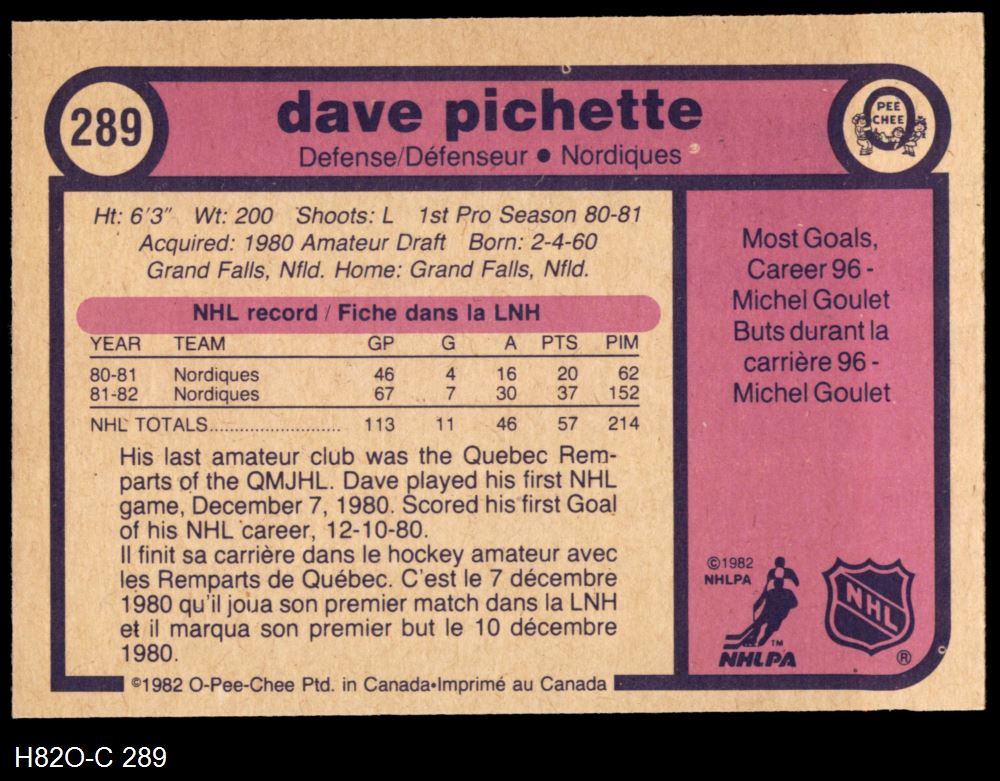 289
dave pichette
Defense/Défenseur ● Nordiques
PEE
CHEE
Ht: 6'3" Wt: 200 Shoots: L 1st Pro Season 80-81
Acquired: 1980 Amateur Draft Born: 2-4-60
Grand Falls, Nfld. Home: Grand Falls, Nfld.
NHL record / Fiche dans la LNH
YEAR TEAM GP G A PTS PIM
80-81 Nordiques 46 4 16 20 62
81-82 Nordiques 67 7 30 37 152
NHL TOTALS........................ 113 11 46 57 214
His last amateur club was the Quebec Rem-
parts of the QMJHL. Dave played his first NHL
game, December 7, 1980. Scored his first Goal
of his NHL career, 12-10-80.
Il finit sa carrière dans le hockey amateur avec
les Remparts de Québec. C'est le 7 décembre
1980 qu'il joua son premier match dans la LNH
et il marqua son premier but le 10 décembre
1980.
©1982 O-Pee-Chee Ptd. in Canada•Imprimé au Canada
Most Goals,
Career 96 -
Michel Goulet
Buts durant la
carrière 96 -
Michel Goulet
©1982
NHLPA
TM
NHLPA
NHL
®
H82O-C 289